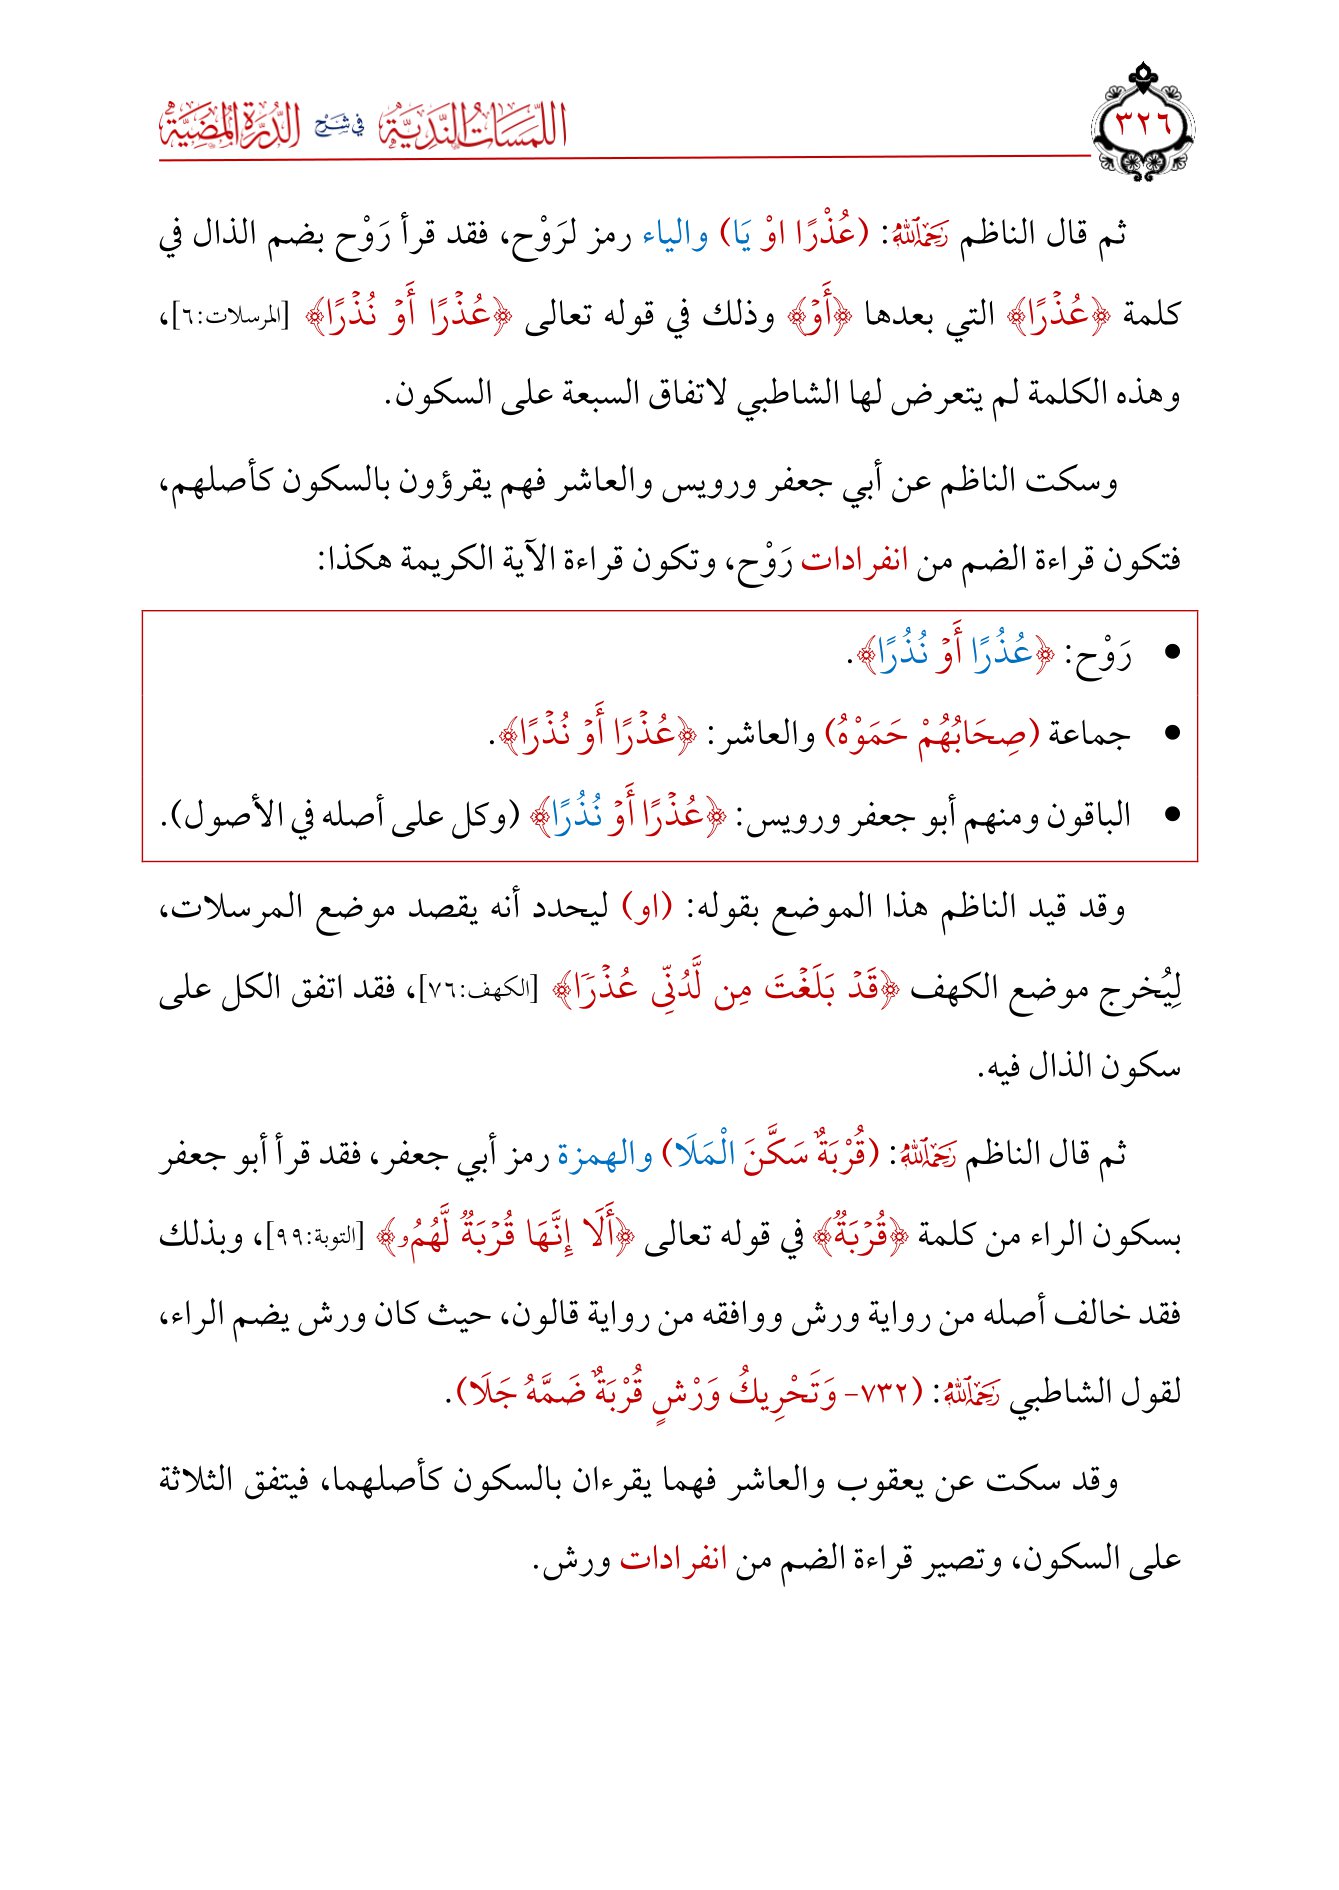 اللمسات الندية في شرح الدرة المضية
٣٢٦
ثم قال الناظم رَحِمَهُ ٱللَّهُ: (عُذْرًا اوْ يَا) والياء رمز لرَوْح، فقد قرأ رَوْح بضم الذال في
كلمة ﴿عُذۡرًا﴾ التي بعدها ﴿أَوۡ﴾ وذلك في قوله تعالى ﴿عُذۡرًا أَوۡ نُذۡرًا﴾ [المرسلات:٦]،
وهذه الكلمة لم يتعرض لها الشاطبي لاتفاق السبعة على السكون.
وسكت الناظم عن أبي جعفر ورويس والعاشر فهم يقرؤون بالسكون كأصلهم،
فتكون قراءة الضم من انفرادات رَوْح، وتكون قراءة الآية الكريمة هكذا:
• رَوْح: ﴿عُذُرًا أَوۡ نُذُرًا﴾.
• جماعة (صِحَابُهُمْ حَمَوْهُ) والعاشر: ﴿عُذۡرًا أَوۡ نُذۡرًا﴾.
• الباقون ومنهم أبو جعفر ورويس: ﴿عُذۡرًا أَوۡ نُذُرًا﴾ (وكل على أصله في الأصول).
وقد قيد الناظم هذا الموضع بقوله: (او) ليحدد أنه يقصد موضع المرسلات،
لِيُخرج موضع الكهف ﴿قَدۡ بَلَغۡتَ مِن لَّدُنِّي عُذۡرٗا﴾ [الكهف:٧٦]، فقد اتفق الكل على
سكون الذال فيه.
ثم قال الناظم رَحِمَهُ ٱللَّهُ: (قُرْبَةٌ سَكَّنَ الْمَلَا) والهمزة رمز أبي جعفر، فقد قرأ أبو جعفر
بسكون الراء من كلمة ﴿قُرۡبَةٌ﴾ في قوله تعالى ﴿أَلَا إِنَّهَا قُرۡبَةٌ لَّهُمُۥ﴾ [التوبة:٩٩]، وبذلك
فقد خالف أصله من رواية ورش ووافقه من رواية قالون، حيث كان ورش يضم الراء،
لقول الشاطبي رَحِمَهُ ٱللَّهُ: (٧٣٢- وَتَحْرِيكُ وَرْشٍ قُرْبَةٌ ضَمَّهُ جَلَا).
وقد سكت عن يعقوب والعاشر فهما يقرءان بالسكون كأصلهما، فيتفق الثلاثة
على السكون، وتصير قراءة الضم من انفرادات ورش.